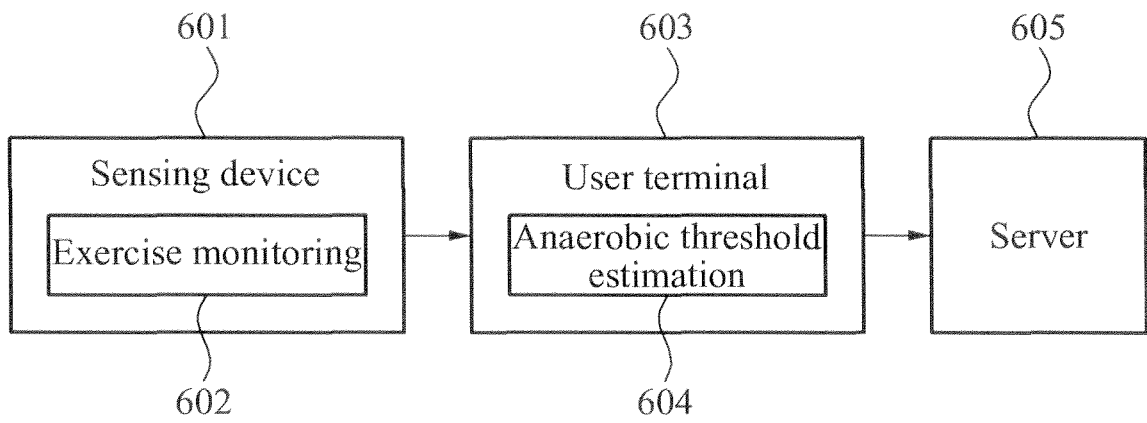 601
603
605
Sensing device
User terminal
Exercise monitoring
Anaerobic threshold
estimation
Server
602
604